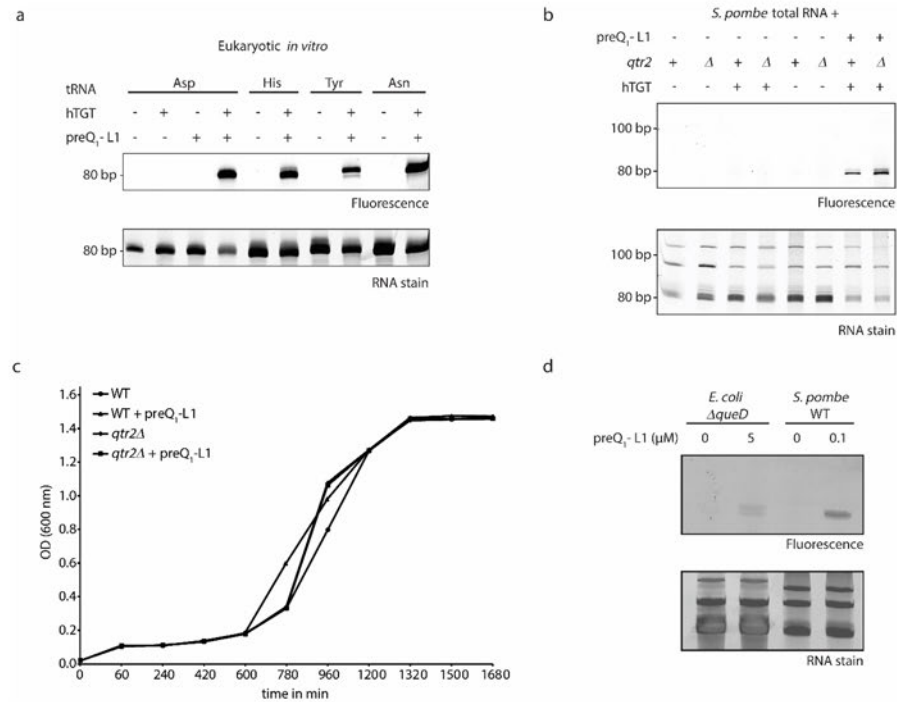 a
Eukaryotic in vitro
tRNA Asp His Tyr Asn
hTGT - + - + - + - + - +
preQ1- L1 - - + + - + - + - +
80 bp
Fluorescence
80 bp
RNA stain
b
S. pombe total RNA +
preQ1- L1 - - - - - - + +
qtr2 + Δ + Δ + Δ + Δ
hTGT - - + + - - + +
100 bp
80 bp
Fluorescence
100 bp
80 bp
RNA stain
c
WT
WT + preQ1-L1
qtr2Δ
qtr2Δ + preQ1-L1
OD (600 nm)
1.6
1.4
1.2
1.0
0.8
0.6
0.4
0.2
0.0
0 60 240 420 600 780 960 1200 1320 1500 1680
time in min
d
E. coli S. pombe
ΔqueD WT
preQ1- L1 (μM) 0 5 0 0,1
Fluorescence
RNA stain